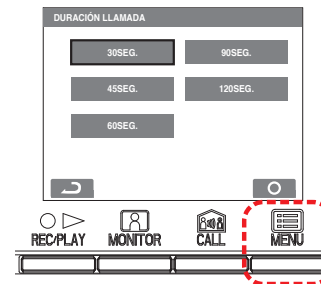 DURACIÓN LLAMADA
30SEG. 90SEG.
45SEG. 120SEG.
60SEG.
REC/PLAY MONITOR CALL MENU